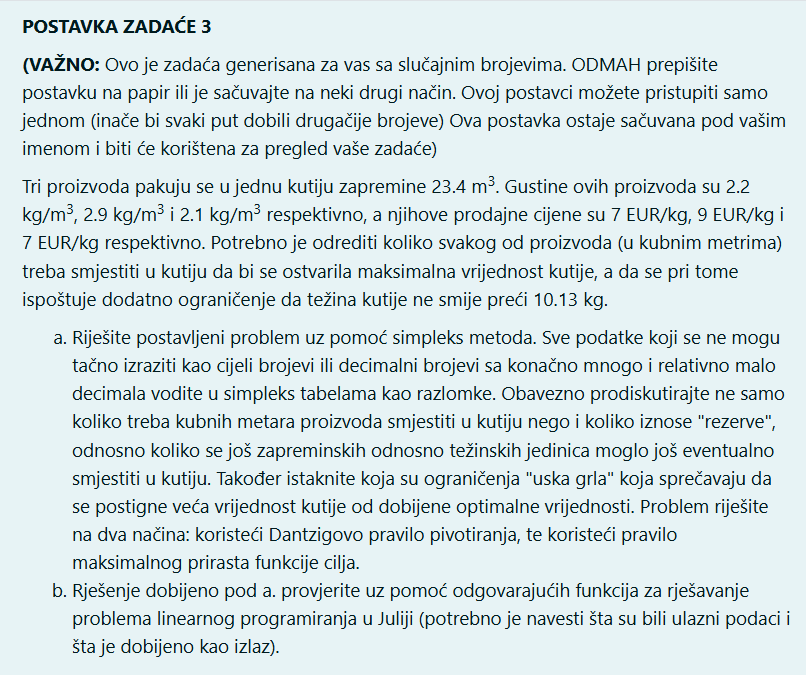 POSTAVKA ZADAĆE 3
(VAŽNO: Ovo je zadaća generisana za vas sa slučajnim brojevima. ODMAH prepišite
postavku na papir ili je sačuvajte na neki drugi način. Ovoj postavci možete pristupiti samo
jednom (inače bi svaki put dobili drugačije brojeve) Ova postavka ostaje sačuvana pod vašim
imenom i biti će korištena za pregled vaše zadaće)
Tri proizvoda pakuju se u jednu kutiju zapremine 23.4 m³. Gustine ovih proizvoda su 2.2
kg/m³, 2.9 kg/m³ i 2.1 kg/m³ respektivno, a njihove prodajne cijene su 7 EUR/kg, 9 EUR/kg i
7 EUR/kg respektivno. Potrebno je odrediti koliko svakog od proizvoda (u kubnim metrima)
treba smjestiti u kutiju da bi se ostvarila maksimalna vrijednost kutije, a da se pri tome
ispoštuje dodatno ograničenje da težina kutije ne smije preći 10.13 kg.
a. Riješite postavljeni problem uz pomoć simpleks metoda. Sve podatke koji se ne mogu
tačno izraziti kao cijeli brojevi ili decimalni brojevi sa konačno mnogo i relativno malo
decimala vodite u simpleks tabelama kao razlomke. Obavezno prodiskutirajte ne samo
koliko treba kubnih metara proizvoda smjestiti u kutiju nego i koliko iznose "rezerve",
odnosno koliko se još zapreminskih odnosno težinskih jedinica moglo još eventualno
smjestiti u kutiju. Također istaknite koja su ograničenja "uska grla" koja sprečavaju da
se postigne veća vrijednost kutije od dobijene optimalne vrijednosti. Problem riješite
na dva načina: koristeći Dantzigovo pravilo pivotiranja, te koristeći pravilo
maksimalnog prirasta funkcije cilja.
b. Rješenje dobijeno pod a. provjerite uz pomoć odgovarajućih funkcija za rješavanje
problema linearnog programiranja u Juliji (potrebno je navesti šta su bili ulazni podaci i
šta je dobijeno kao izlaz).